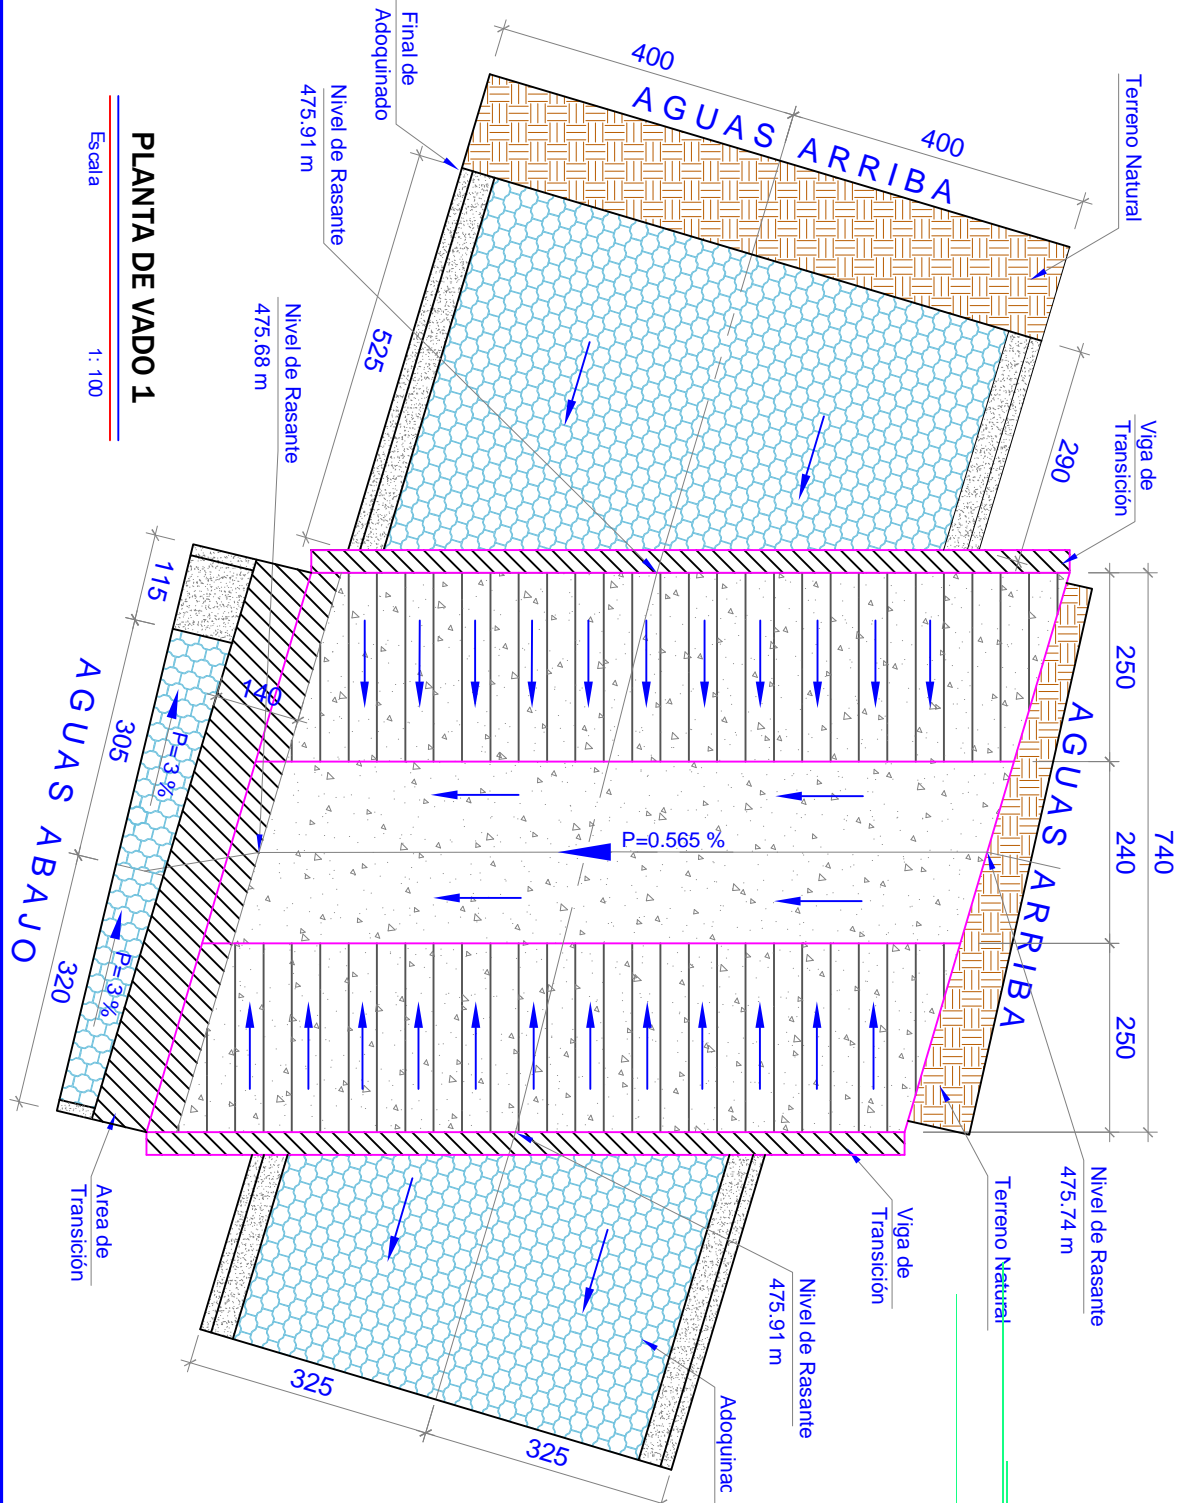 PLANTA DE VADO 1
Escala
1: 100
Final de
Adoquinado
Nivel de Rasante
475.91 m
Nivel de Rasante
475.68 m
400
400
AGUAS ARRIBA
Terreno Natural
525
290
Viga de
Transición
250
240
250
740
AGUAS ARRIBA
115
305
320
140
P= 3 %
P= 3 %
AGUAS ABAJO
P=0.565 %
Nivel de Rasante
475.74 m
Terreno Natural
Viga de
Transición
Nivel de Rasante
475.91 m
Area de
Transición
325
325
Adoquinac